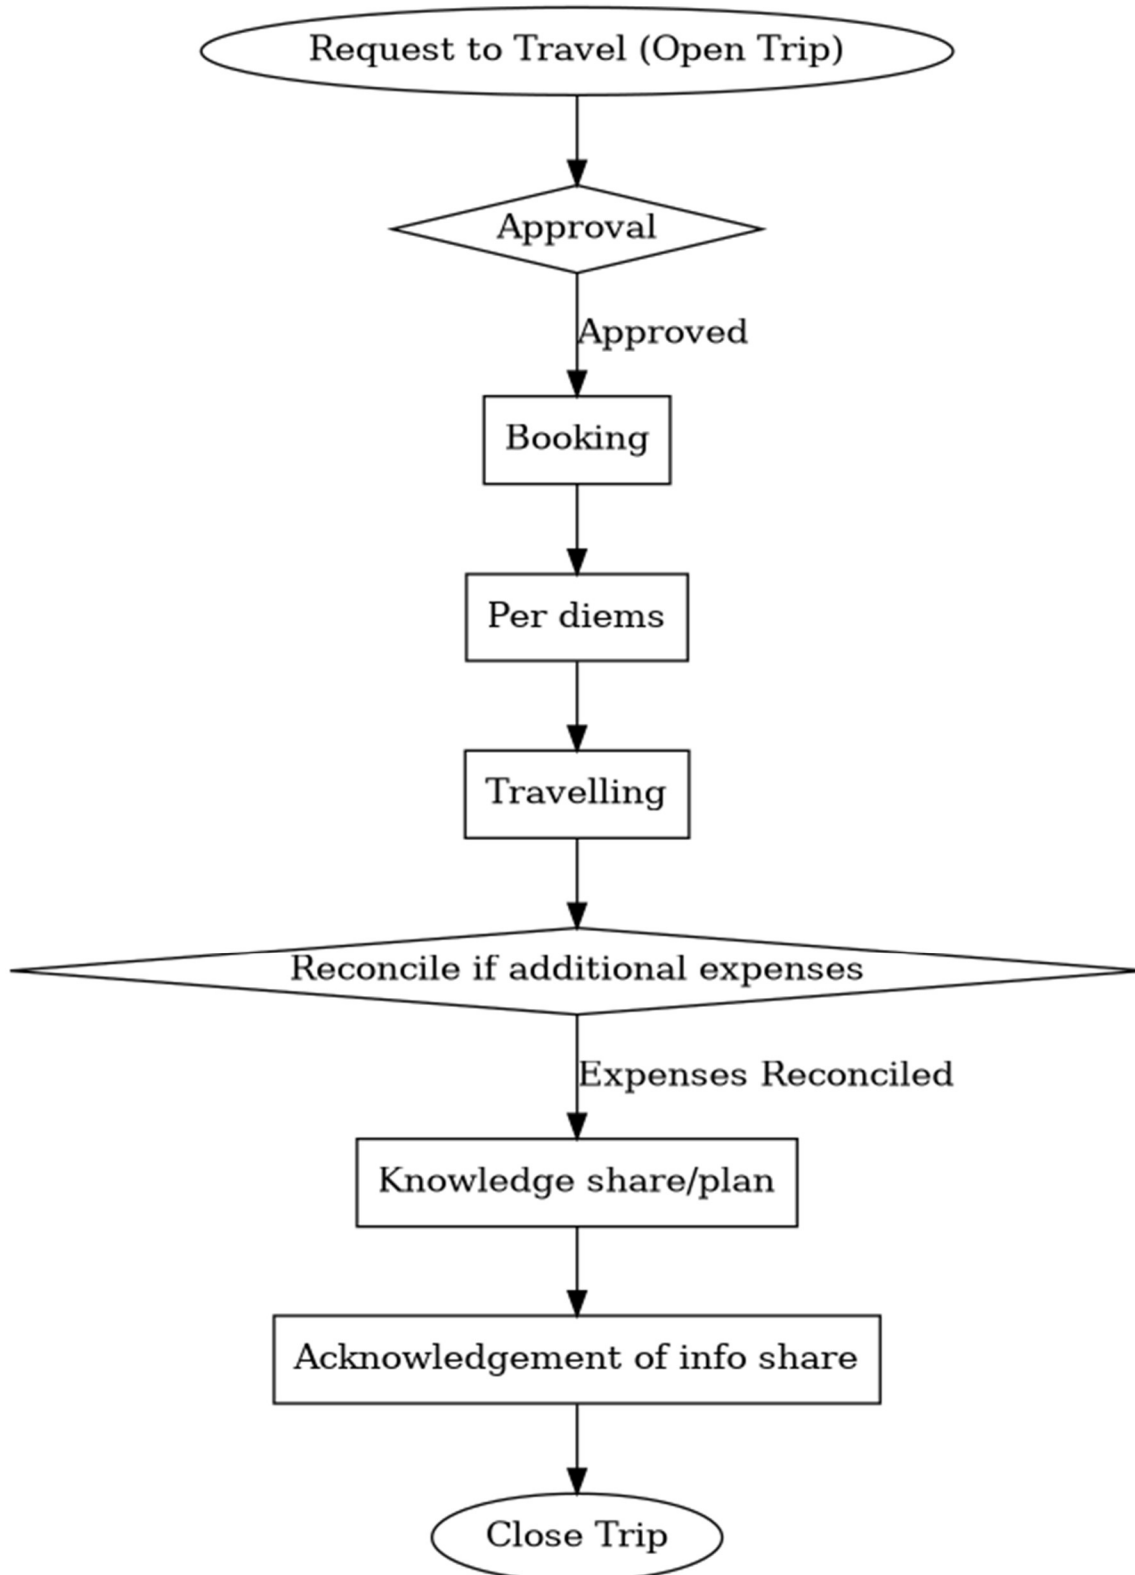 Request to Travel (Open Trip)
Approval
Approved
Booking
Per diems
Travelling
Reconcile if additional expenses
Expenses Reconciled
Knowledge share/plan
Acknowledgement of info share
Close Trip